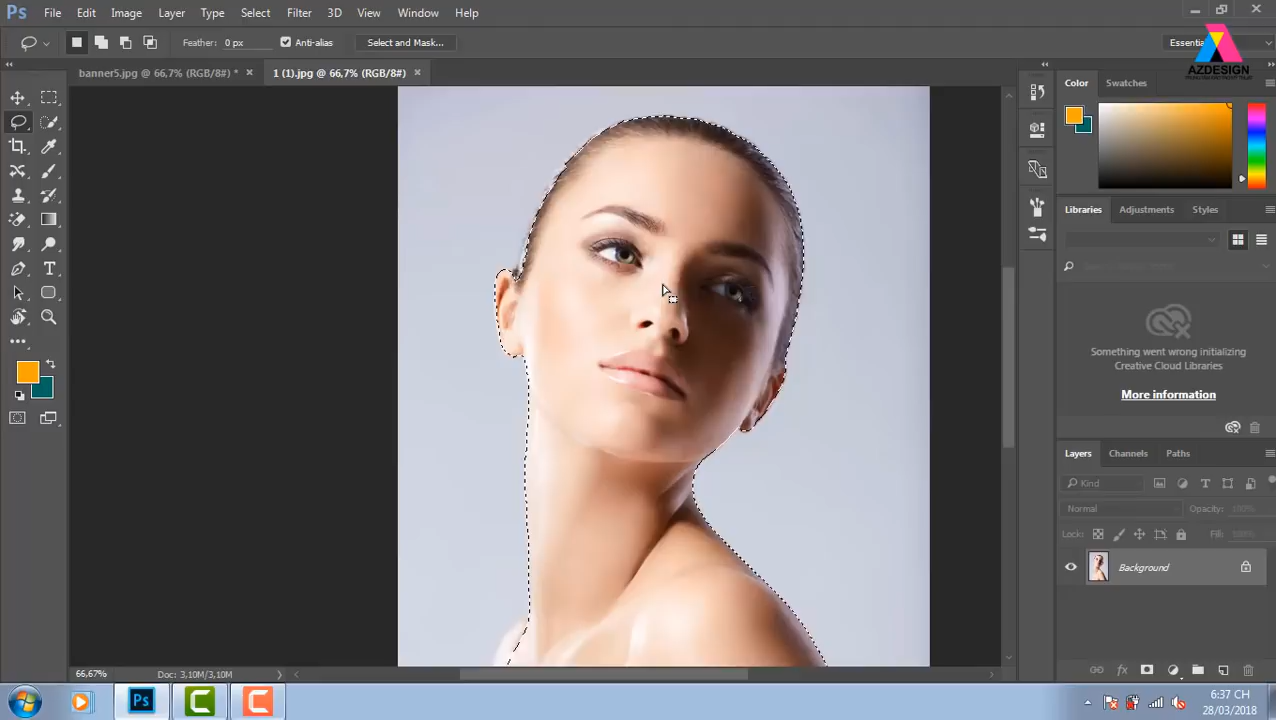 Ps File Edit Image Layer Type Select Filter 3D View Window Help
Feather: 0 px Anti-alias Select and Mask...
AZDESIGN
banner5.jpg @ 66,7% (RGB/8#) * × 1 (1).jpg @ 66,7% (RGB/8#) ×
Color Swatches
Libraries Adjustments Styles
Something went wrong initializing
Creative Cloud Libraries
More information
Layers Channels Paths
Kind
Normal Opacity: 100%
Lock: Fill:
Background
66,67% Doc: 3,10M/3,10M
Ps
6:37 CH
28/03/2018